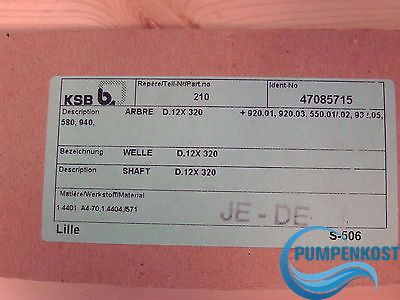 KSB b.
Repère/Teil-Nr/Part.no
210
Ident-No
47085715
Description ARBRE D.12X 320 + 920.01, 920.03, 550.01/.02, 932.05,
580, 940,
Bezeichnung WELLE D.12X 320
Description SHAFT D.12X 320
Matière/Werkstoff/Material
1.4401 A4-70,1.4404,/571
JE - DE
Lille
S-506
PUMPENKOST